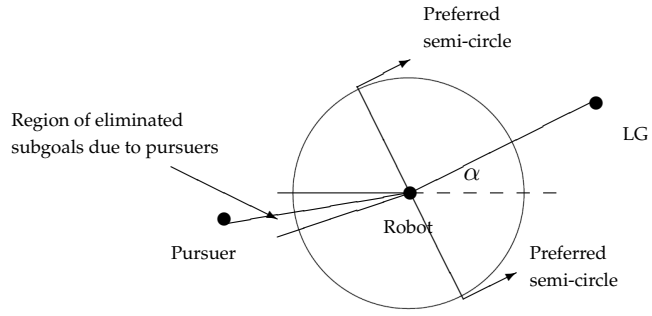 Preferred
semi-circle
Region of eliminated
subgoals due to pursuers
LG
α
Robot
Pursuer
Preferred
semi-circle